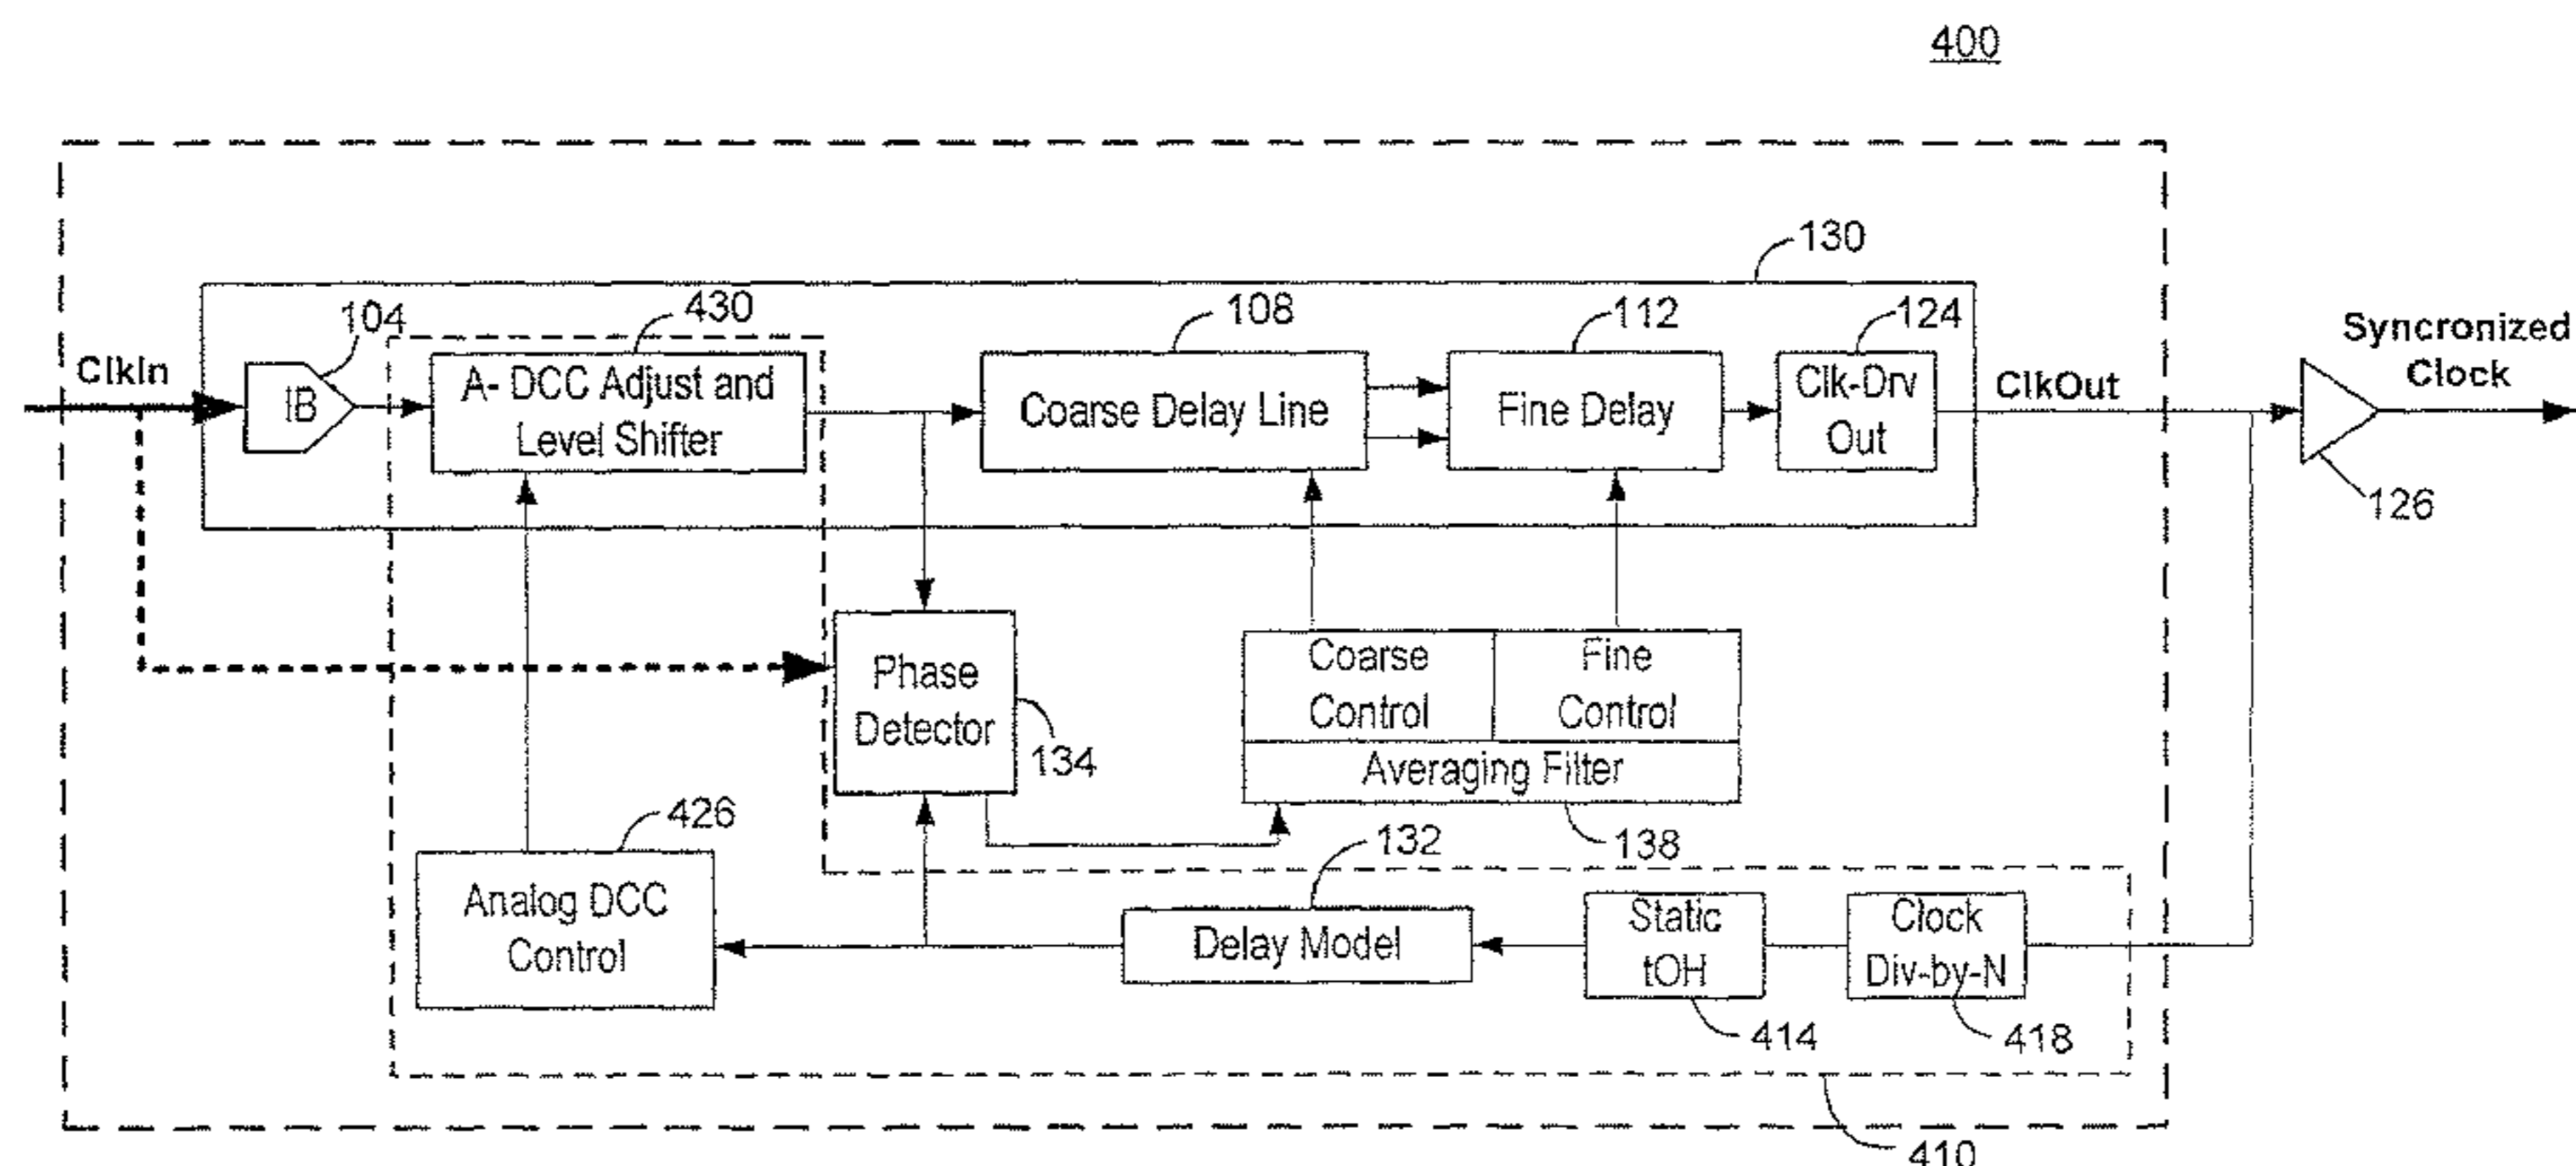 400
130
104
430
108
112
124
Syncronized
Clock
ClkIn
IB
A- DCC Adjust and
Level Shifter
Coarse Delay Line
Fine Delay
Clk-Drv
Out
ClkOut
126
Phase
Detector
134
Coarse
Control
Fine
Control
Averaging Filter
138
426
132
Analog DCC
Control
Delay Model
Static
tOH
Clock
Div-by-N
414
418
410